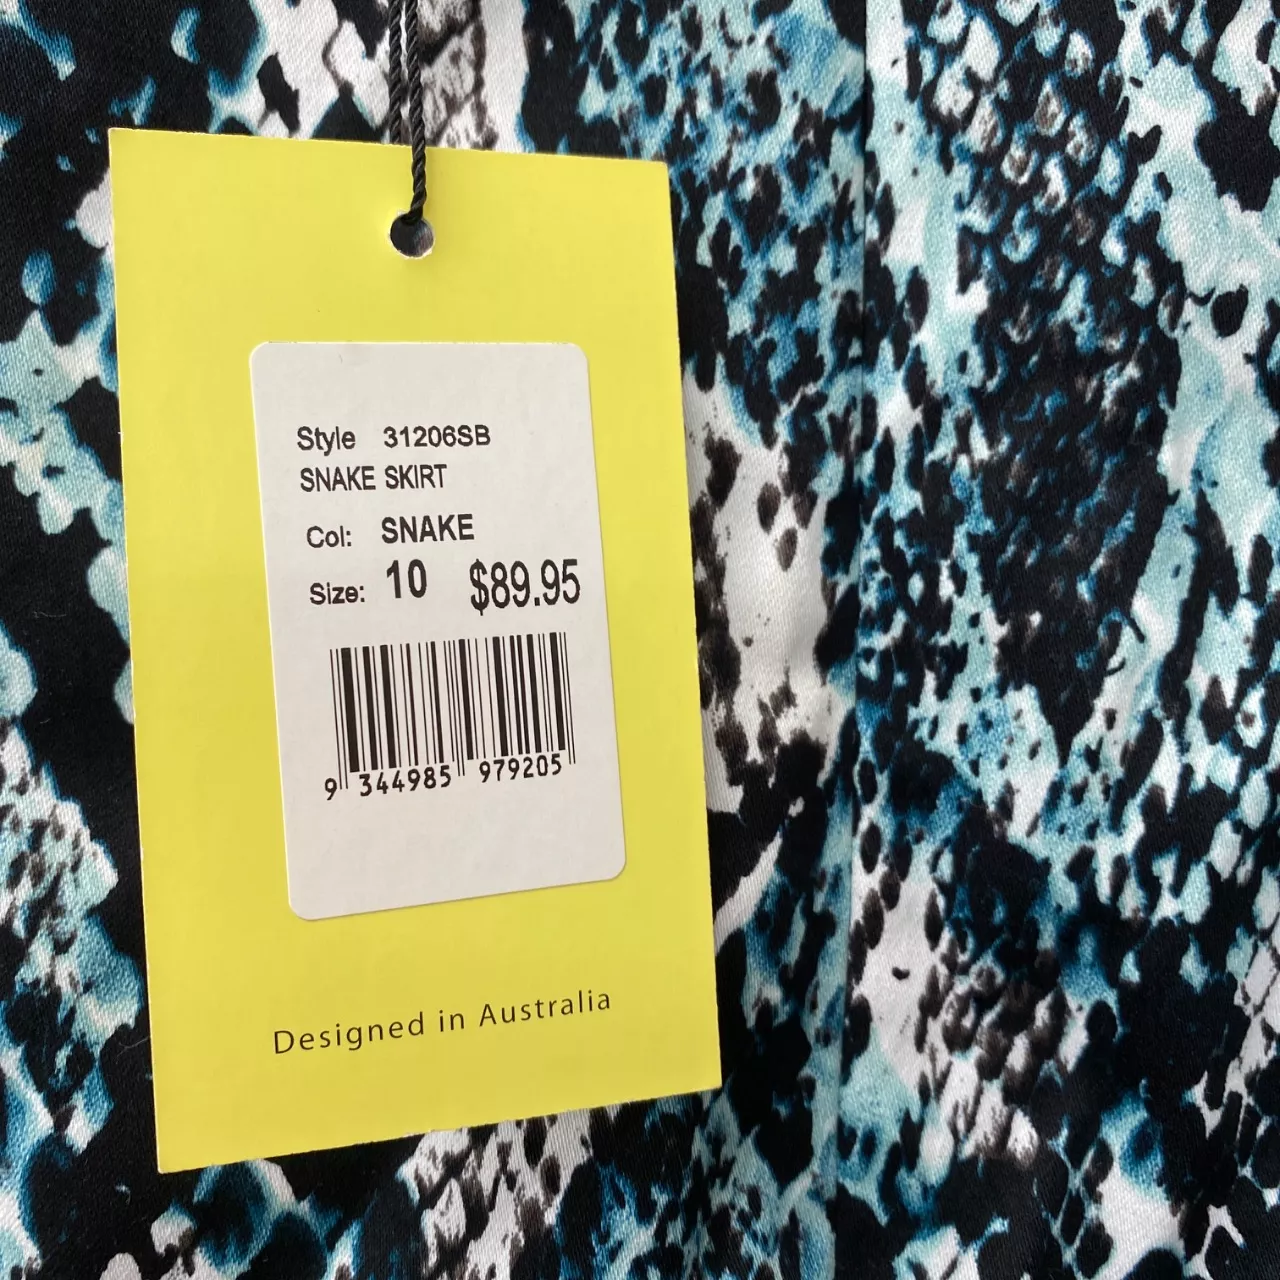 Style 31206SB
SNAKE SKIRT
Col: SNAKE
Size: 10 $89.95
9 344985 979205
Designed in Australia